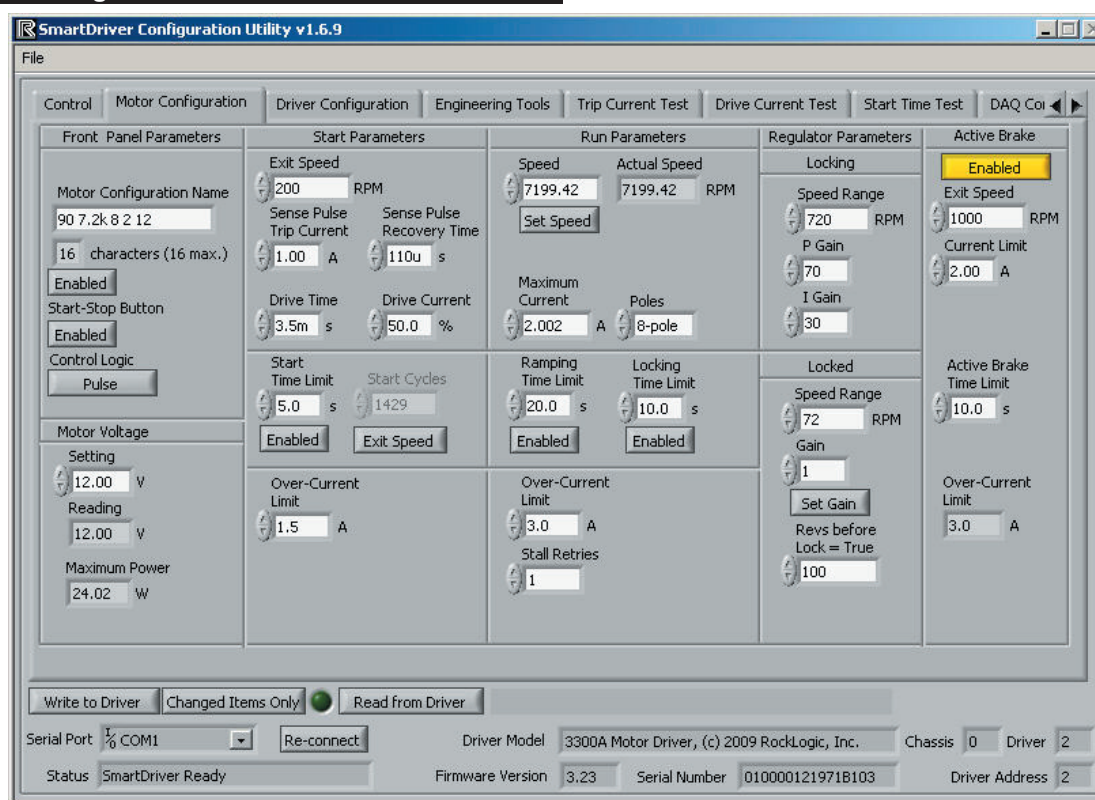 SmartDriver Configuration Utility v1.6.9
File
Control Motor Configuration Driver Configuration Engineering Tools Trip Current Test Drive Current Test Start Time Test DAQ Co
Front Panel Parameters
Motor Configuration Name
90 7.2k 8 2 12
16 characters (16 max.)
Enabled
Start-Stop Button
Enabled
Control Logic
Pulse
Motor Voltage
Setting
12.00 V
Reading
12.00 V
Maximum Power
24.02 W
Start Parameters
Exit Speed
200 RPM
Sense Pulse
Trip Current
1.00 A
Sense Pulse
Recovery Time
110u s
Drive Time
3.5m s
Drive Current
50.0 %
Start
Time Limit
5.0 s
Enabled
Start Cycles
1429
Exit Speed
Over-Current
Limit
1.5 A
Run Parameters
Speed
7199.42
Set Speed
Actual Speed
7199.42 RPM
Maximum
Current
2.002 A
Poles
8-pole
Ramping
Time Limit
20.0 s
Enabled
Locking
Time Limit
10.0 s
Enabled
Over-Current
Limit
3.0 A
Stall Retries
1
Regulator Parameters
Locking
Speed Range
720 RPM
P Gain
70
I Gain
30
Locked
Speed Range
72 RPM
Gain
1
Set Gain
Revs before
Lock = True
100
Active Brake
Enabled
Exit Speed
1000 RPM
Current Limit
2.00 A
Active Brake
Time Limit
10.0 s
Over-Current
Limit
3.0 A
Write to Driver Changed Items Only Read from Driver
Serial Port COM1 Re-connect Driver Model 3300A Motor Driver, (c) 2009 RockLogic, Inc. Chassis 0 Driver 2
Status SmartDriver Ready Firmware Version 3.23 Serial Number 010000121971B103 Driver Address 2